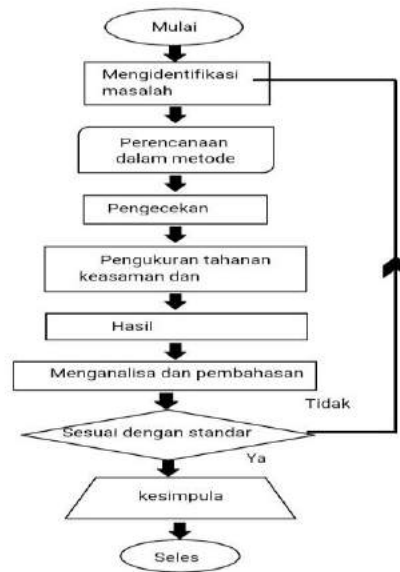 Mulai
Mengidentifikasi
masalah
Perencanaan
dalam metode
Pengecekan
Pengukuran tahanan
keasaman dan
Hasil
Menganalisa dan pembahasan
Tidak
Sesuai dengan standar
Ya
kesimpula
Seles